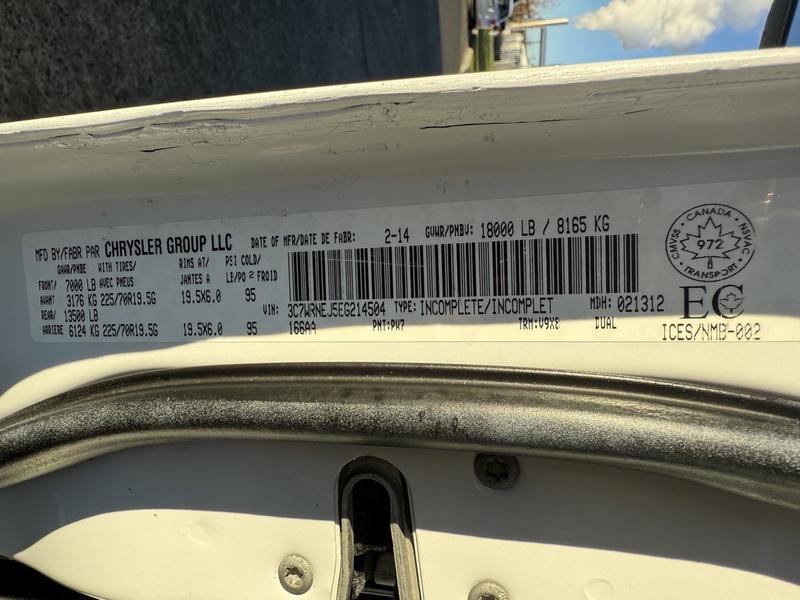 MFD BY/FABR PAR CHRYSLER GROUP LLC DATE OF MFR/DATE DE FABR: 2-14 GVWR/PNBV: 18000 LB / 8165 KG
GAWR/PNBE WITH TIRES/ RIMS AT/ PSI COLD/
FRONT/ 7000 LB AVEC PNEUS JANTES A LB/PO ² FROID
AVANT 3176 KG 225/70R19.5G 19.5X6.0 95
REAR/ 13500 LB
ARRIERE 6124 KG 225/70R19.5G 19.5X6.0 95
VIN: 3C7WRNEJ5EG214504 TYPE: INCOMPLETE/INCOMPLET MDH: 021312
166AA PNT: PW7 TRM: V9X8 DUAL
CANADA
CMVSS NSVAC
972
TRANSPORT
EC
ICES/NMB-002